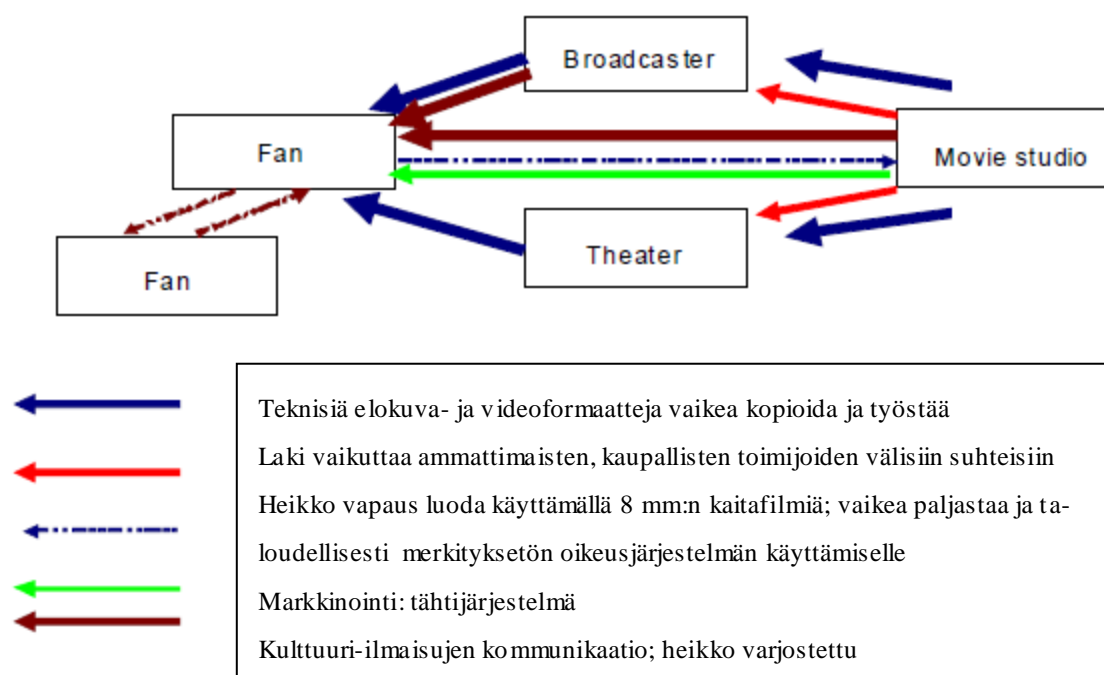 Broadcaster
Fan
Movie studio
Theater
Fan
Teknisiä elokuva- ja videoformaatteja vaikea kopioida ja työstää
Laki vaikuttaa ammattimaisten, kaupallisten toimijoiden välisiin suhteisiin
Heikko vapaus luoda käyttämällä 8 mm:n kaitafilmiä; vaikea paljastaa ja ta-
loudellisesti merkityksetön oikeusjärjestelmän käyttämiselle
Markkinointi: tähtijärjestelmä
Kulttuuri-ilmaisujen kommunikaatio; heikko varjostettu